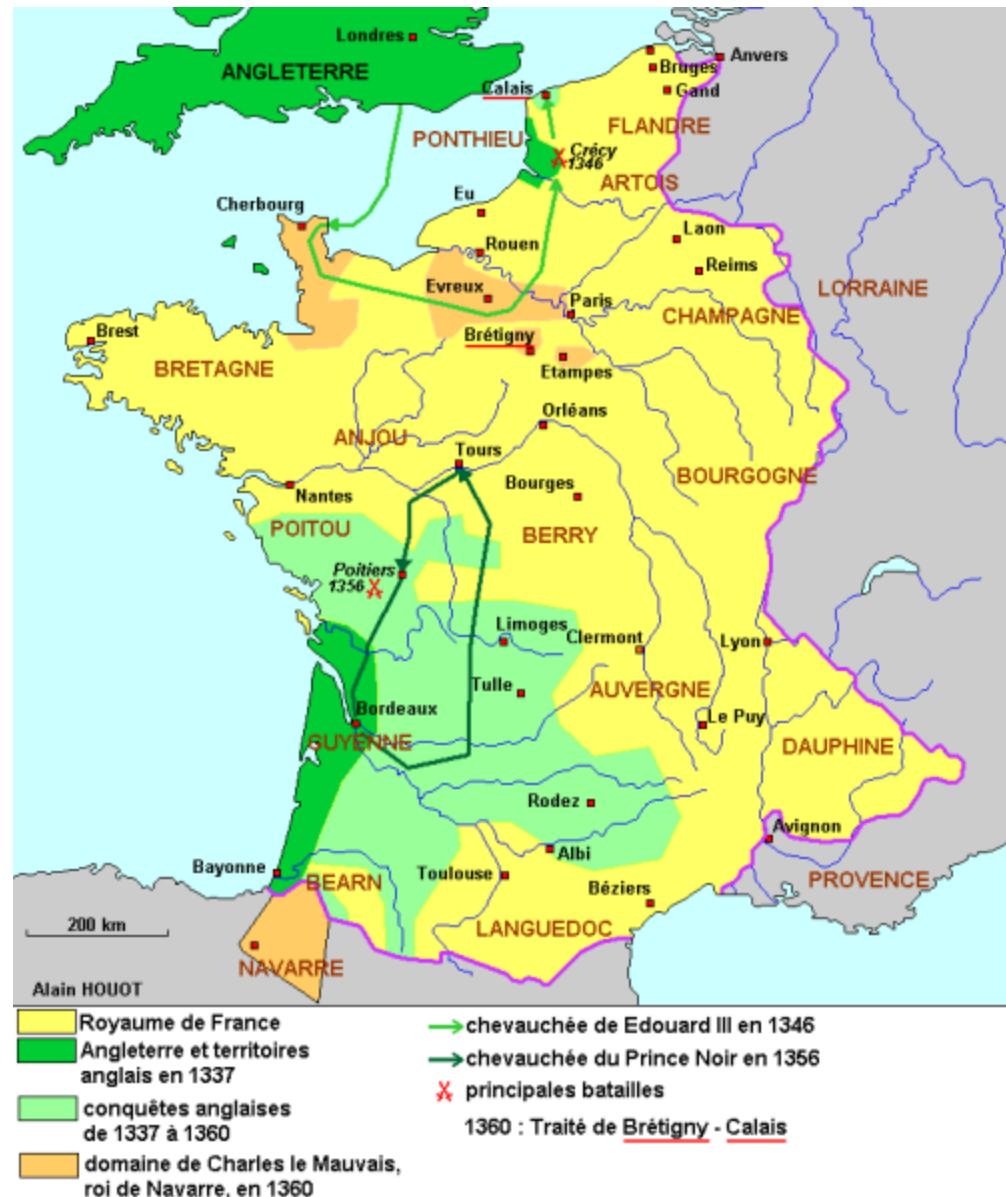 Londres
ANGLETERRE
Anvers
Bruges
Gand
Calais
PONTHIEU
FLANDRE
Crécy
1346
ARTOIS
Eu
Cherbourg
Laon
Rouen
Reims
LORRAINE
Evreux
Paris
CHAMPAGNE
Brest
Brétigny
BRETAGNE
Etampes
Orléans
ANJOU
Tours
BOURGOGNE
Bourges
Nantes
POITOU
BERRY
Poitiers
1356
Limoges
Clermont
Lyon
Tulle
AUVERGNE
Bordeaux
Le Puy
GUYENNE
DAUPHINE
Rodez
Avignon
Albi
Bayonne
BEARN
Toulouse
PROVENCE
Béziers
200 km
LANGUEDOC
NAVARRE
Alain HOUOT
Royaume de France
Angleterre et territoires
anglais en 1337
conquêtes anglaises
de 1337 à 1360
domaine de Charles le Mauvais,
roi de Navarre, en 1360
chevauchée de Edouard III en 1346
chevauchée du Prince Noir en 1356
principales batailles
1360 : Traité de Brétigny - Calais